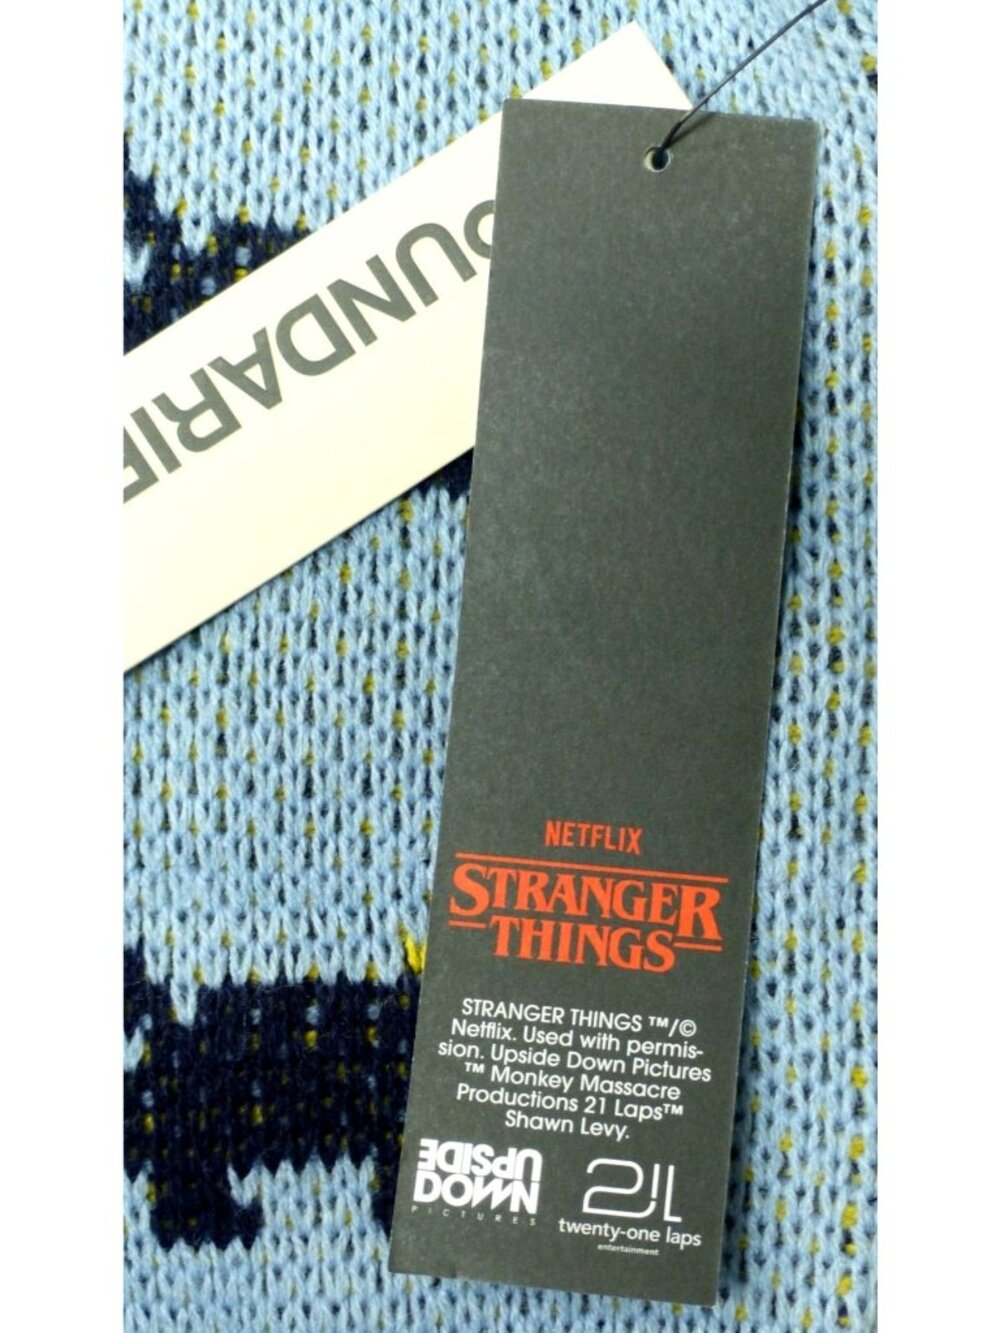 OUNDARIE
NETFLIX
STRANGER
THINGS
STRANGER THINGS ™/©
Netflix. Used with permis-
sion. Upside Down Pictures
™ Monkey Massacre
Productions 21 Laps™
Shawn Levy.
UPSIDE
DOWN
PICTURES
21L
twenty-one laps
entertainment